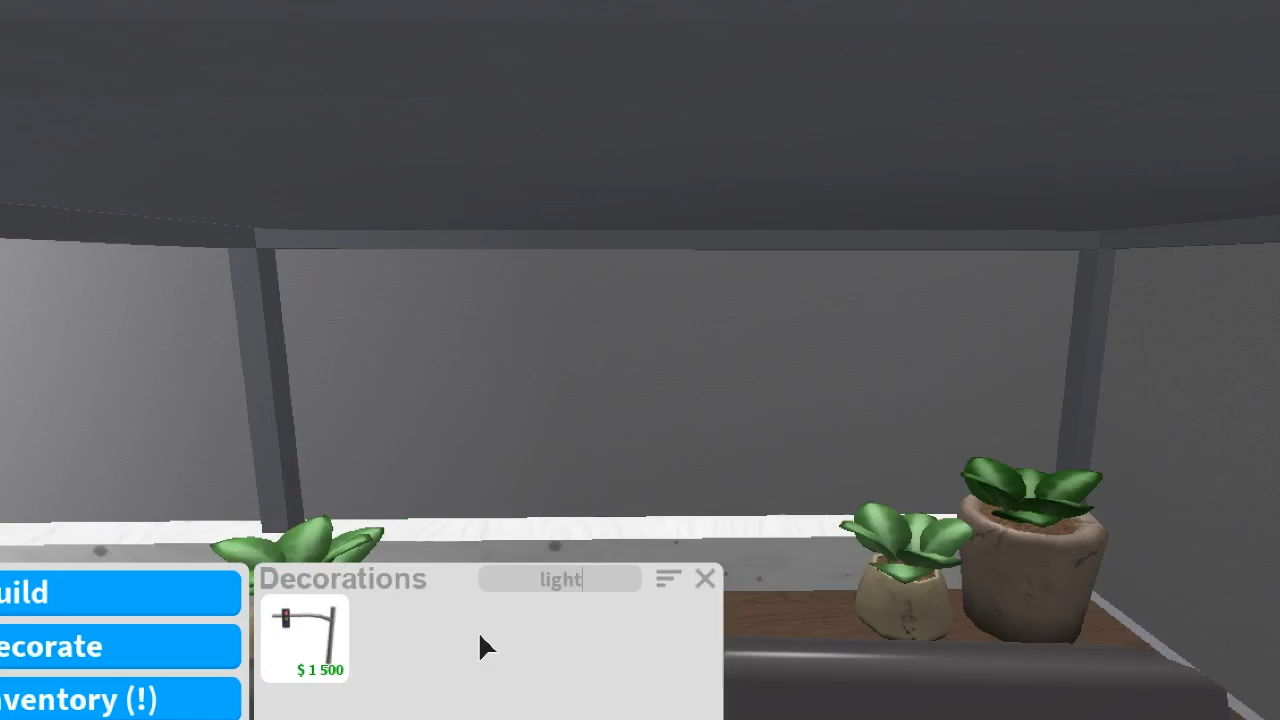 Decorations
light
$ 1 500
uild
ecorate
nventory (!)